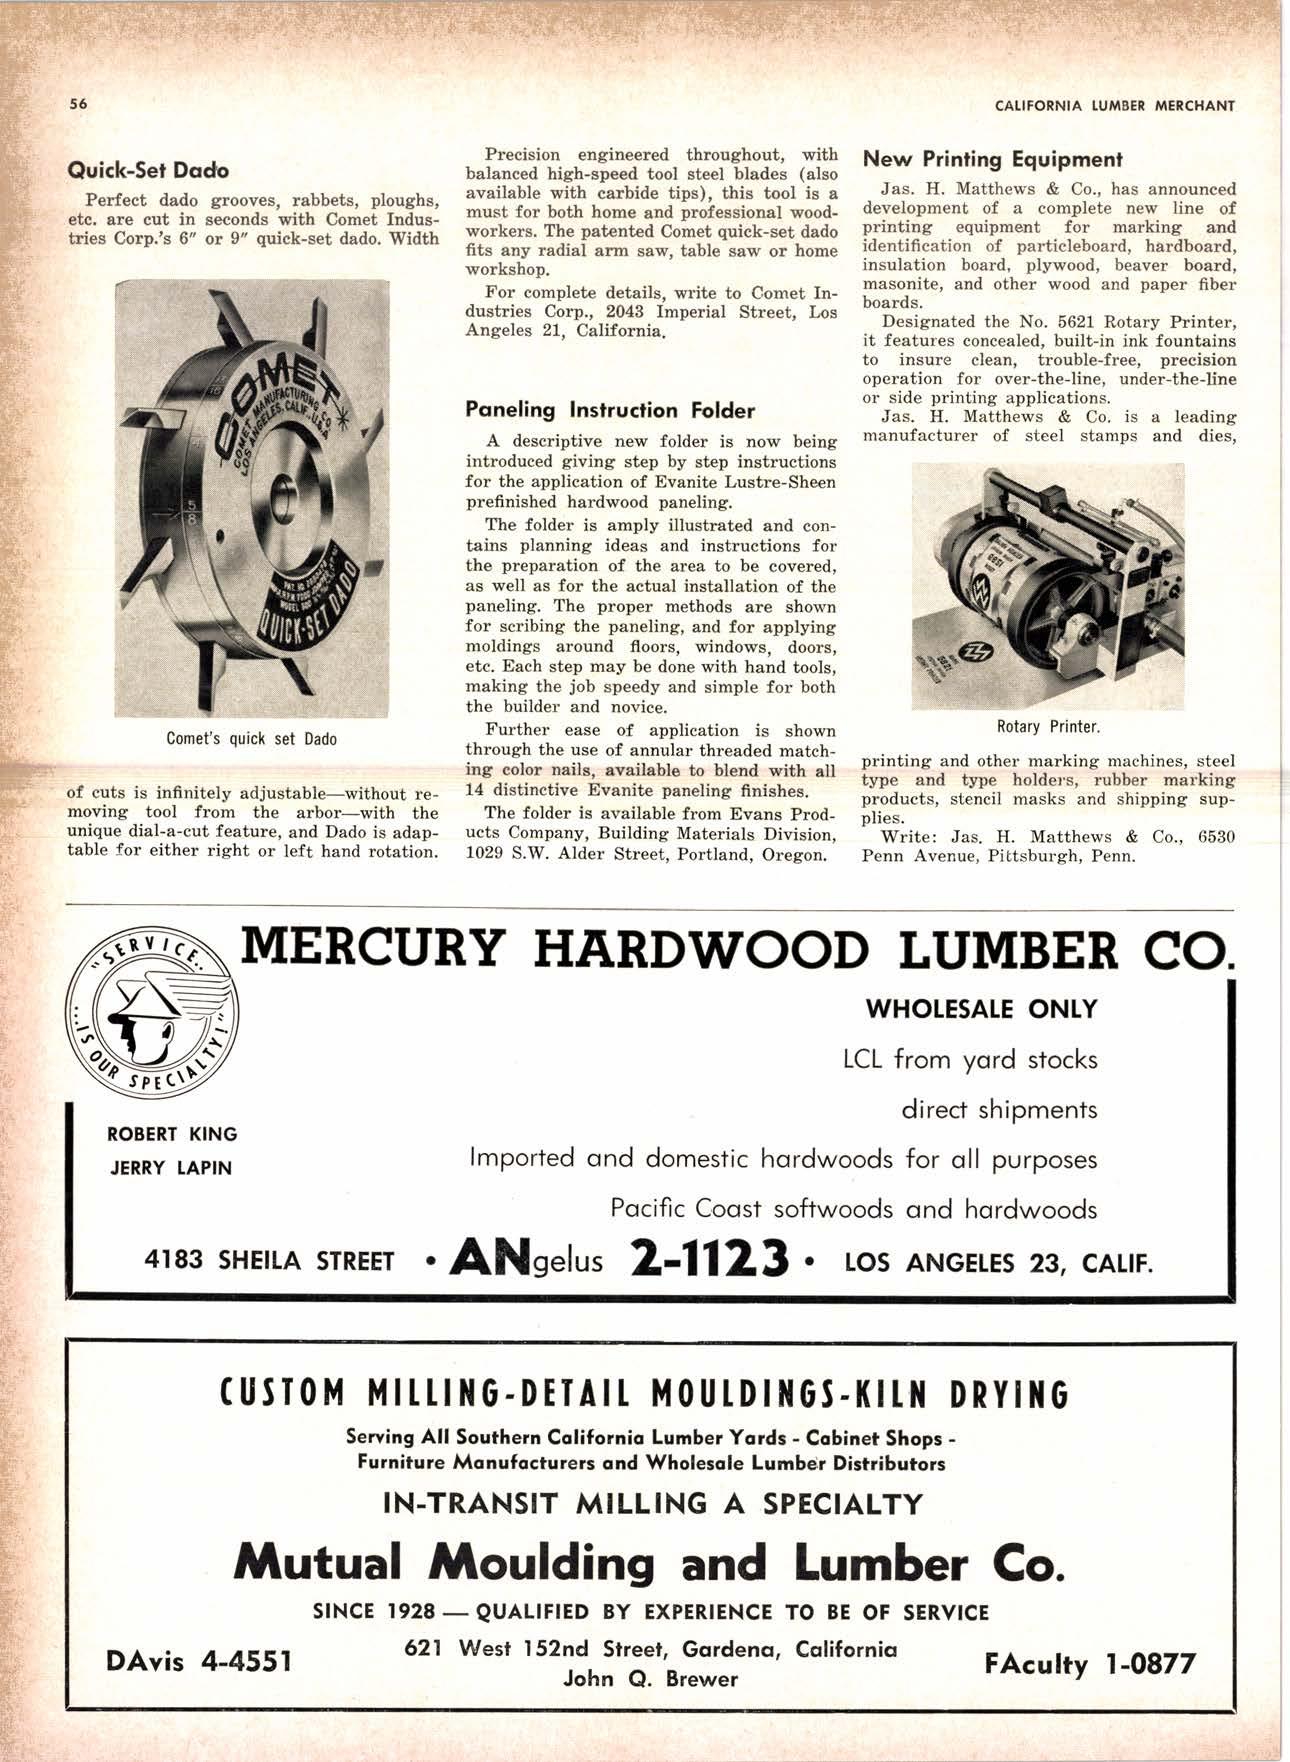 56
CALIFORNIA LUMBER MERCHANT
Quick-Set Dado
Perfect dado grooves, rabbets, ploughs,
etc. are cut in seconds with Comet Indus-
tries Corp.'s 6" or 9" quick-set dado. Width
COMET
COMET MANUFACTURING CO.
LOS ANGELES, CALIF., U.S.A.
5
8
QUICK-SET DADO
Comet's quick set Dado
of cuts is infinitely adjustable—without re-
moving tool from the arbor—with the
unique dial-a-cut feature, and Dado is adap-
table for either right or left hand rotation.
Precision engineered throughout, with
balanced high-speed tool steel blades (also
available with carbide tips), this tool is a
must for both home and professional wood-
workers. The patented Comet quick-set dado
fits any radial arm saw, table saw or home
workshop.
For complete details, write to Comet In-
dustries Corp., 2043 Imperial Street, Los
Angeles 21, California.
Paneling Instruction Folder
A descriptive new folder is now being
introduced giving step by step instructions
for the application of Evanite Lustre-Sheen
prefinished hardwood paneling.
The folder is amply illustrated and con-
tains planning ideas and instructions for
the preparation of the area to be covered,
as well as for the actual installation of the
paneling. The proper methods are shown
for scribing the paneling, and for applying
moldings around floors, windows, doors,
etc. Each step may be done with hand tools,
making the job speedy and simple for both
the builder and novice.
Further ease of application is shown
through the use of annular threaded match-
ing color nails, available to blend with all
14 distinctive Evanite paneling finishes.
The folder is available from Evans Prod-
ucts Company, Building Materials Division,
1029 S.W. Alder Street, Portland, Oregon.
New Printing Equipment
Jas. H. Matthews & Co., has announced
development of a complete new line of
printing equipment for marking and
identification of particleboard, hardboard,
insulation board, plywood, beaver board,
masonite, and other wood and paper fiber
boards.
Designated the No. 5621 Rotary Printer,
it features concealed, built-in ink fountains
to insure clean, trouble-free, precision
operation for over-the-line, under-the-line
or side printing applications.
Jas. H. Matthews & Co. is a leading
manufacturer of steel stamps and dies,
Rotary Printer.
printing and other marking machines, steel
type and type holders, rubber marking
products, stencil masks and shipping sup-
plies.
Write: Jas. H. Matthews & Co., 6530
Penn Avenue, Pittsburgh, Penn.
"SERVICE..
...IS OUR SPECIALTY!"
MERCURY HARDWOOD LUMBER CO.
WHOLESALE ONLY
LCL from yard stocks
direct shipments
Imported and domestic hardwoods for all purposes
Pacific Coast softwoods and hardwoods
ROBERT KING
JERRY LAPIN
4183 SHEILA STREET • ANgelus 2-1123 • LOS ANGELES 23, CALIF.
CUSTOM MILLING-DETAIL MOULDINGS-KILN DRYING
Serving All Southern California Lumber Yards - Cabinet Shops -
Furniture Manufacturers and Wholesale Lumber Distributors
IN-TRANSIT MILLING A SPECIALTY
Mutual Moulding and Lumber Co.
SINCE 1928 — QUALIFIED BY EXPERIENCE TO BE OF SERVICE
621 West 152nd Street, Gardena, California
DAvis 4-4551
John Q. Brewer
FAculty 1-0877